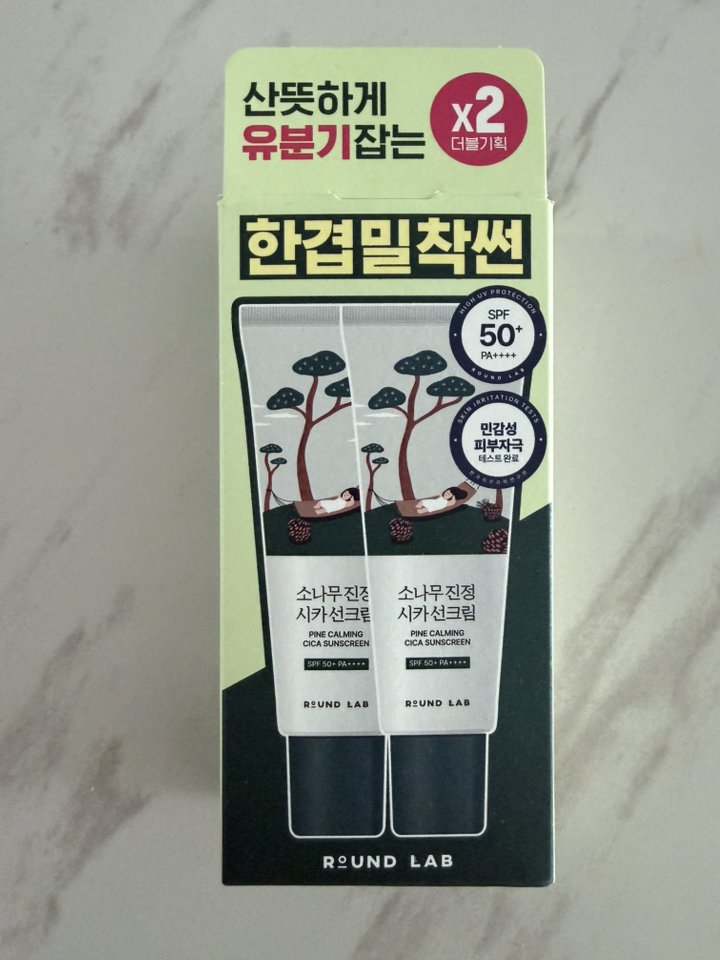 산뜻하게
유분기잡는
x2
더블기획
한겹밀착썬
HIGH UV PROTECTION
SPF
50+
PA++++
ROUND LAB
SKIN IRRITATION TESTS
민감성
피부자극
테스트 완료
소나무 진정
시카 선크림
PINE CALMING
CICA SUNSCREEN
SPF 50+ PA++++
ROUND LAB
소나무 진정
시카 선크림
PINE CALMING
CICA SUNSCREEN
SPF 50+ PA++++
ROUND LAB
ROUND LAB